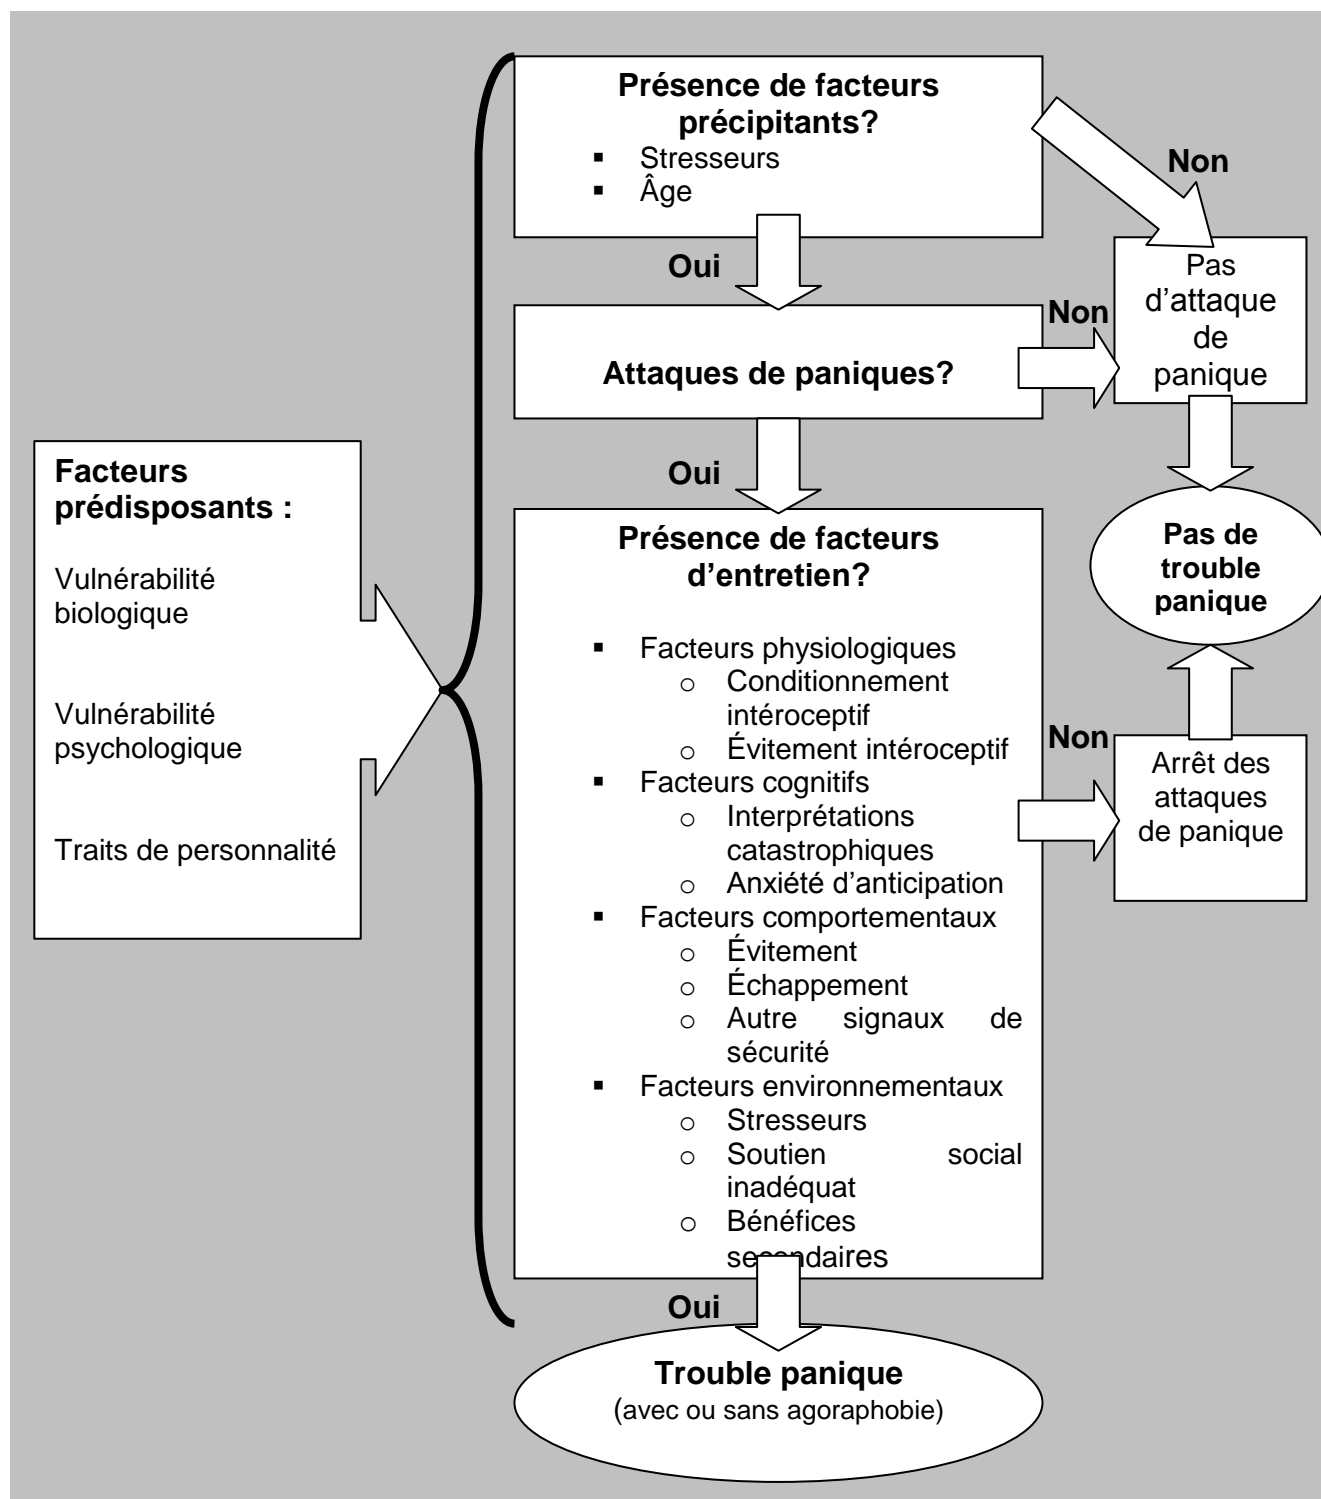 Facteurs
prédisposants :
Vulnérabilité
biologique
Vulnérabilité
psychologique
Traits de personnalité
Présence de facteurs
précipitants?
▪ Stresseurs
▪ Âge
Non
Oui
Pas
d’attaque
de
panique
Attaques de paniques?
Non
Oui
Pas de
trouble
panique
Présence de facteurs
d’entretien?
▪ Facteurs physiologiques
o Conditionnement
intéroceptif
o Évitement intéroceptif
▪ Facteurs cognitifs
o Interprétations
catastrophiques
o Anxiété d’anticipation
▪ Facteurs comportementaux
o Évitement
o Échappement
o Autre signaux de
sécurité
▪ Facteurs environnementaux
o Stresseurs
o Soutien social
inadéquat
o Bénéfices
secondaires
Non
Arrêt des
attaques
de panique
Oui
Trouble panique
(avec ou sans agoraphobie)